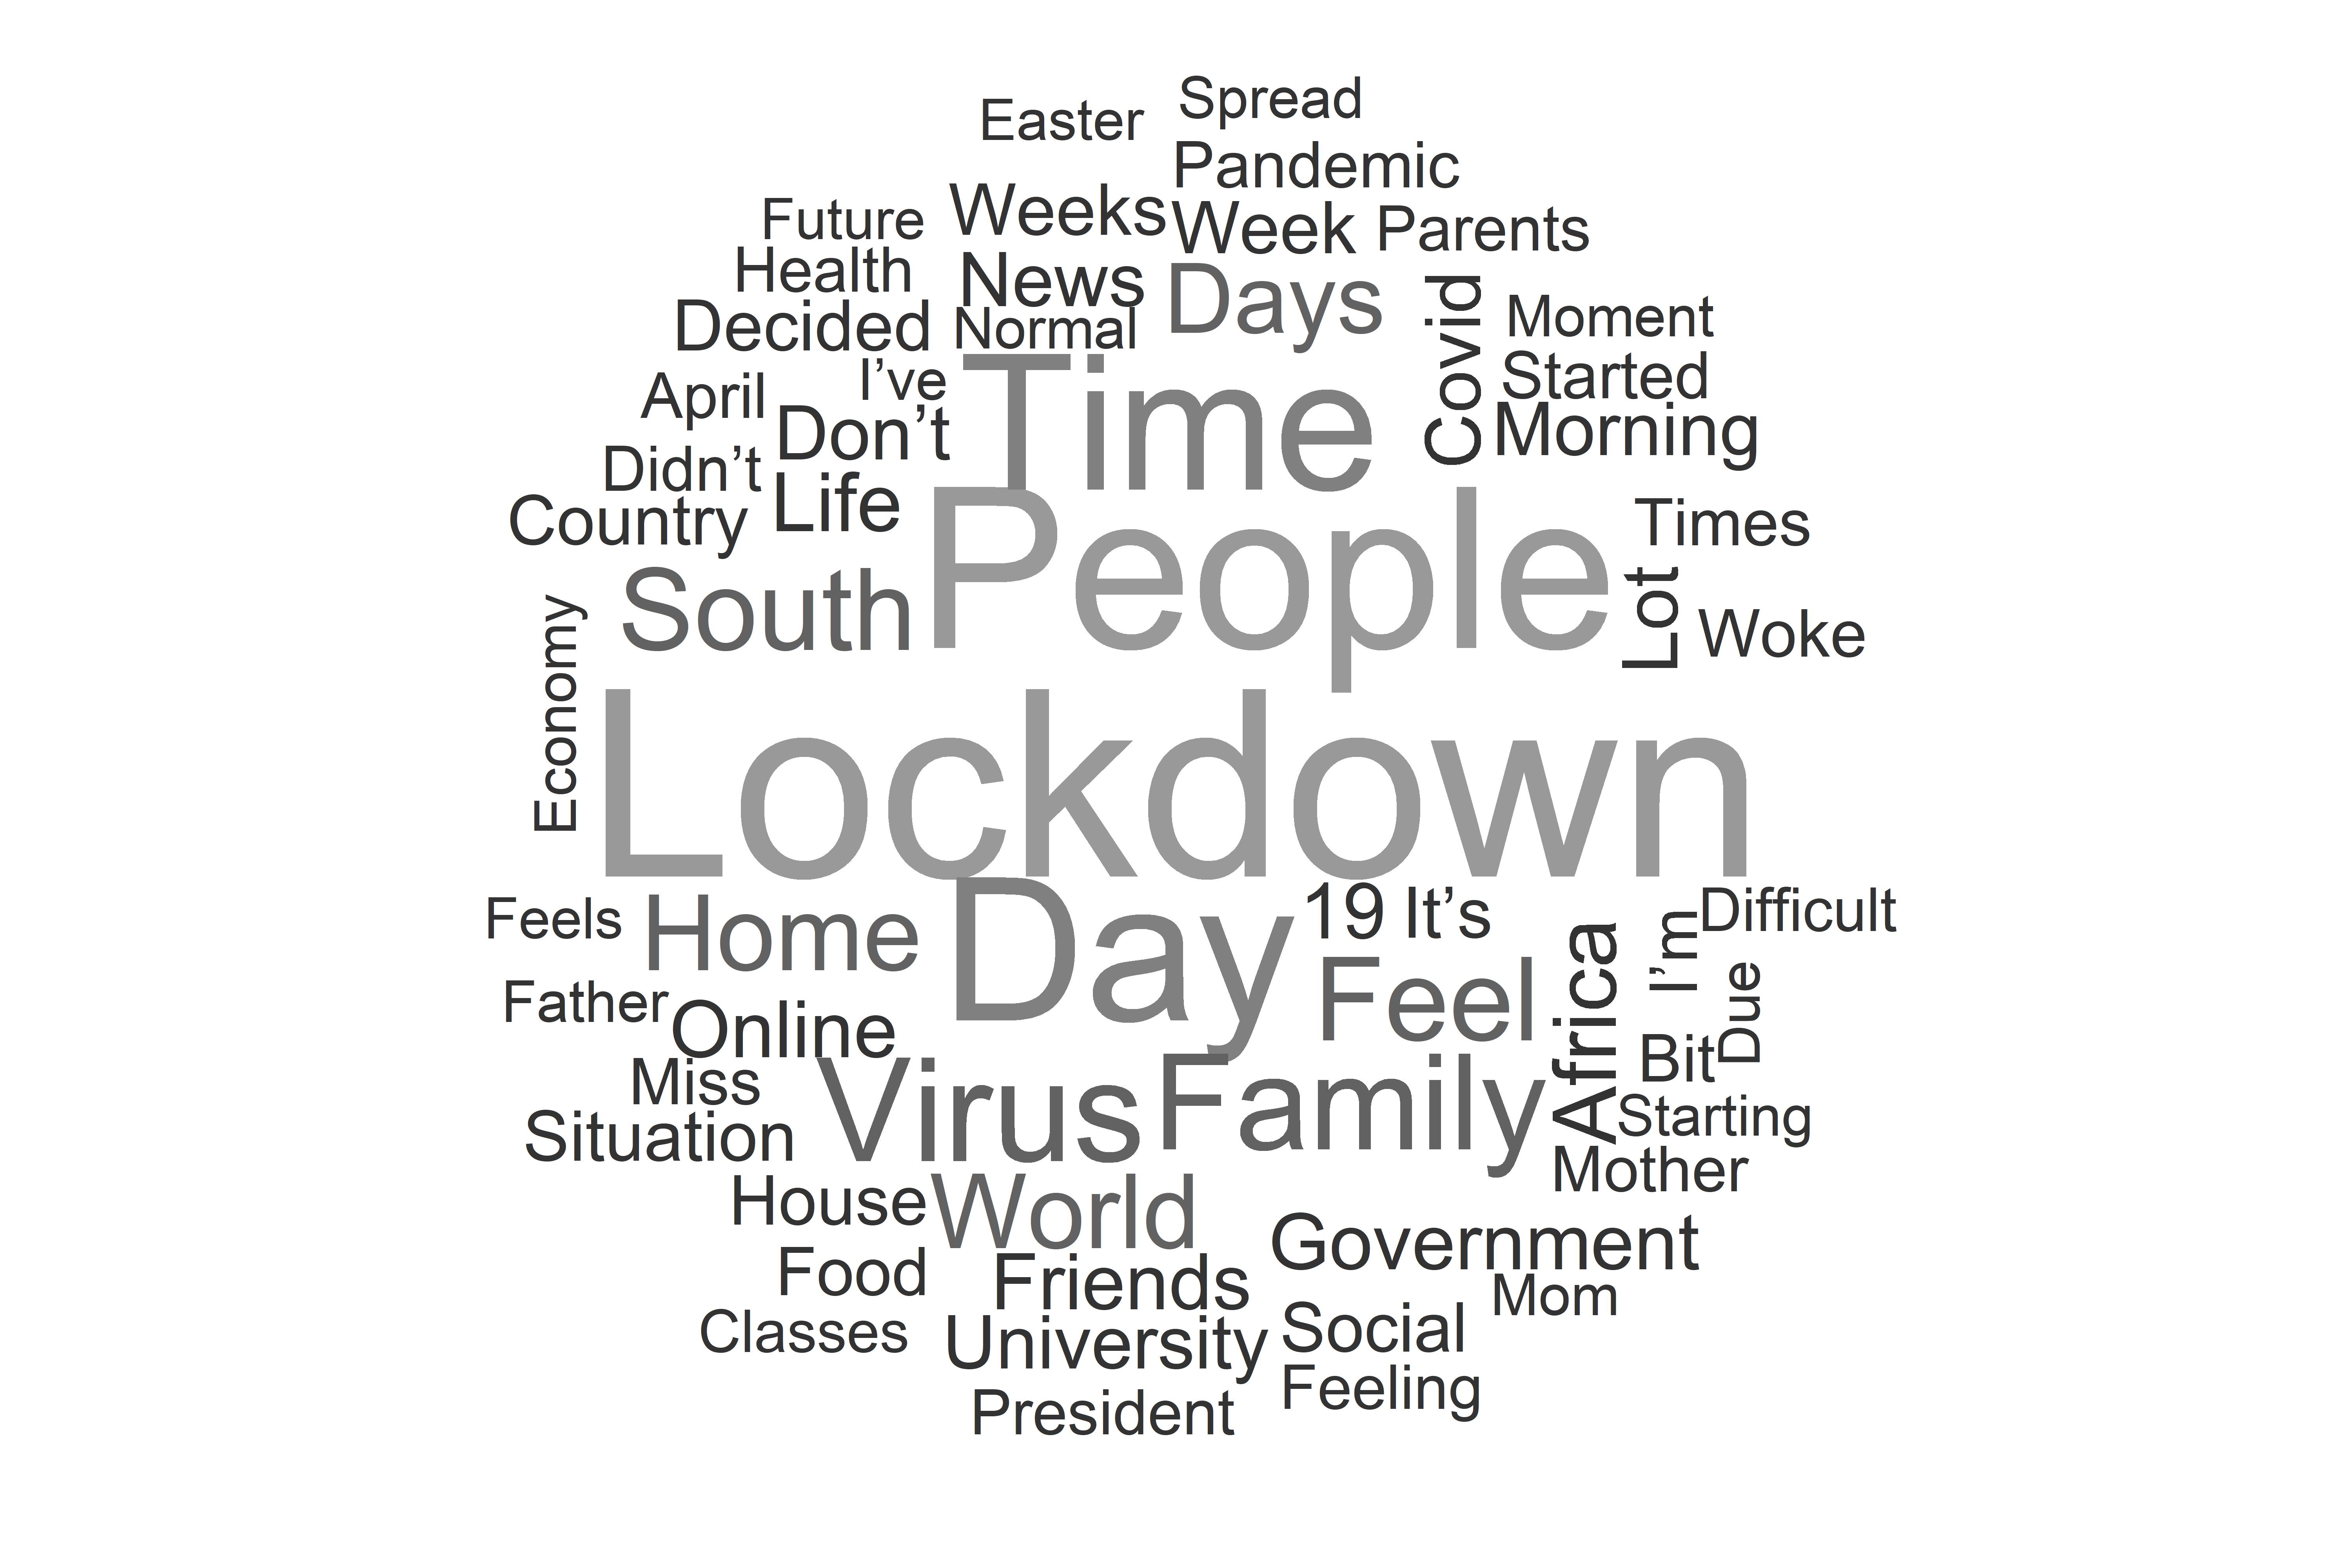 Spread
Easter
Pandemic
Weeks
Future
Week
Parents
Health
News
Days
Covid
Moment
Decided
Normal
Started
April
I’ve
Time
Morning
Don’t
Didn’t
Life
Country
People
Times
South
Lot
Woke
Economy
Lockdown
Feels
Home
Day
19
It’s
I’m
Difficult
Father
Online
Feel
Africa
Due
Bit
Miss
Virus
Family
Starting
Situation
Mother
House
World
Government
Food
Friends
Mom
Classes
University
Social
Feeling
President